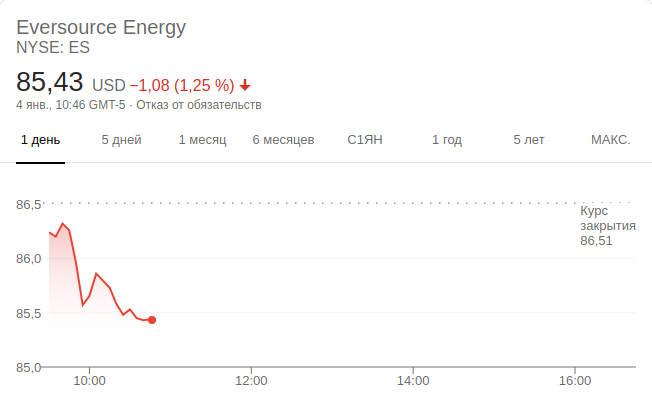 Eversource Energy
NYSE: ES
85,43 USD −1,08 (1,25 %)
4 янв., 10:46 GMT-5 · Отказ от обязательств
1 день 5 дней 1 месяц 6 месяцев С1ЯН 1 год 5 лет МАКС.
86,5
Курс
закрытия
86,51
86,0
85,5
85,0
10:00 12:00 14:00 16:00